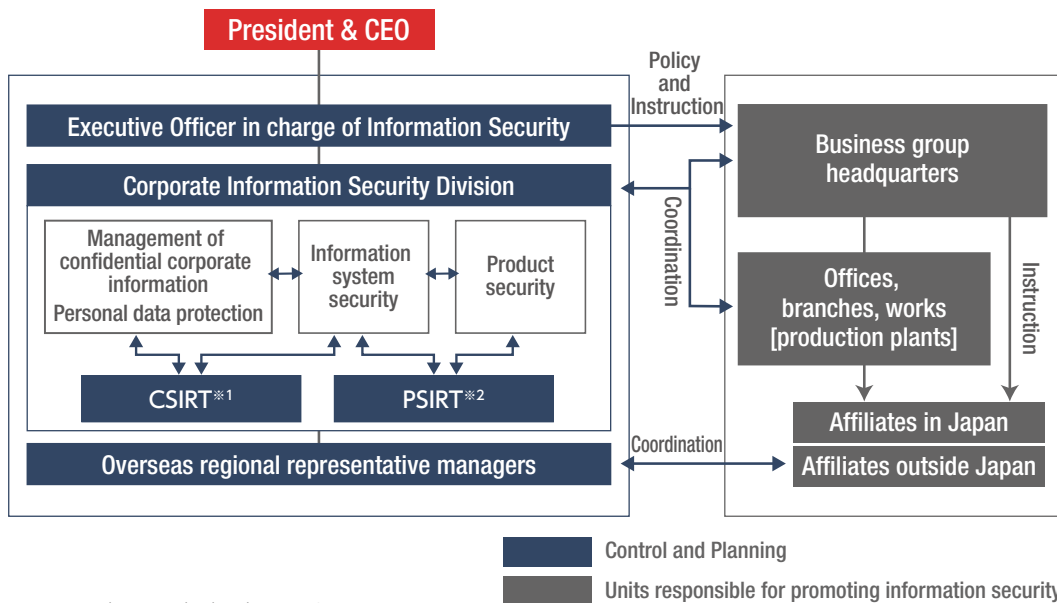 President & CEO
Policy
and
Instruction
Executive Officer in charge of Information Security
Business group
headquarters
Corporate Information Security Division
Coordination
Management of
confidential corporate
information
Personal data protection
Information
system
security
Product
security
Offices,
branches, works
[production plants]
Instruction
CSIRT※1
PSIRT※2
Affiliates in Japan
Coordination
Overseas regional representative managers
Affiliates outside Japan
Control and Planning
Units responsible for promoting information security